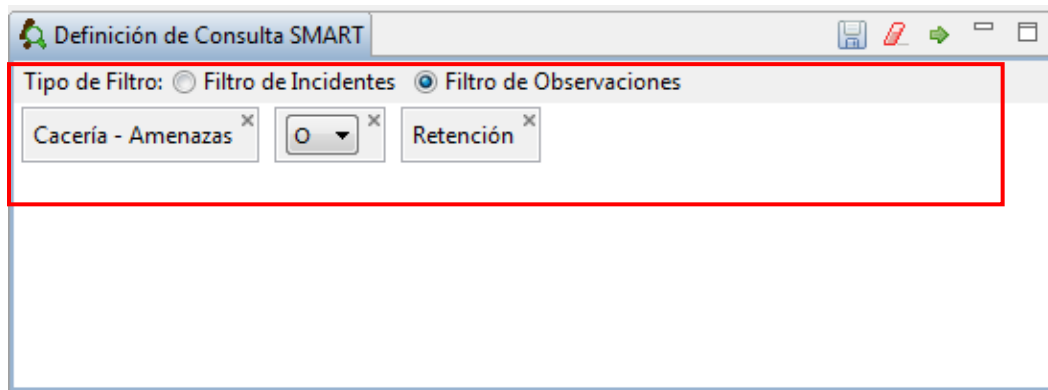 Definición de Consulta SMART
Tipo de Filtro: Filtro de Incidentes Filtro de Observaciones
Cacería - Amenazas O Retención